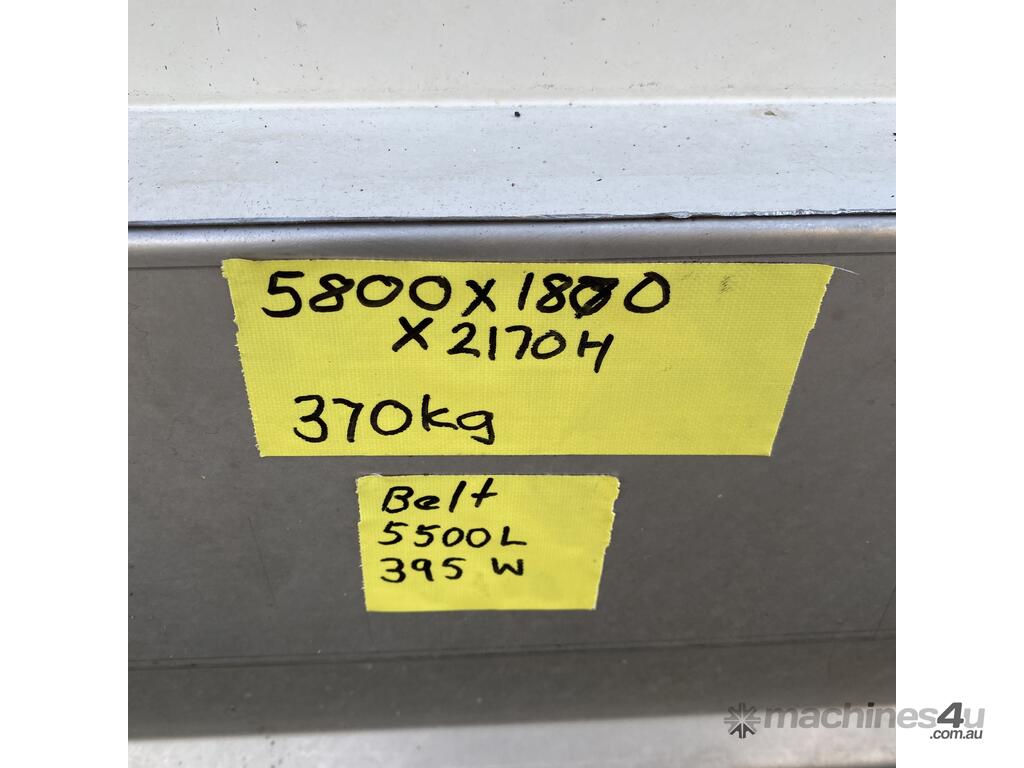 5800 x 1870
x 2170H
370kg
Belt
5500L
395 W
machines4u
.com.au